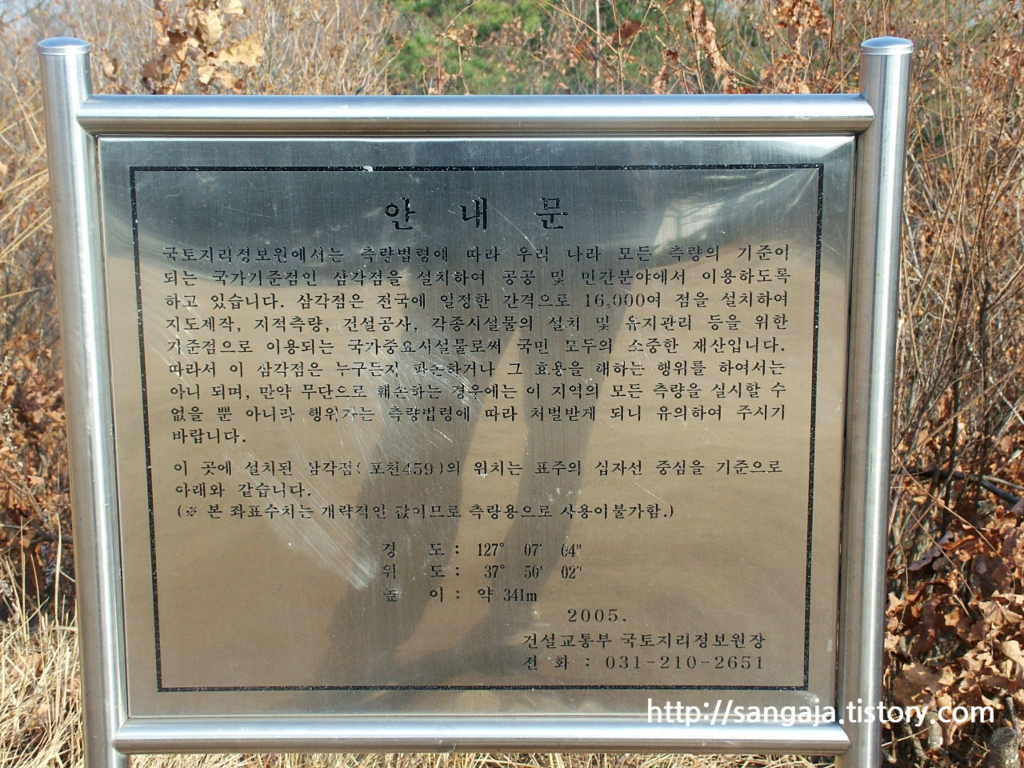 안 내 문
국토지리정보원에서는 측량법령에 따라 우리 나라 모든 측량의 기준이
되는 국가기준점인 삼각점을 설치하여 공공 및 민간분야에서 이용하도록
하고 있습니다. 삼각점은 전국에 일정한 간격으로 16,000여 점을 설치하여
지도제작, 지적측량, 건설공사, 각종시설물의 설치 및 유지관리 등을 위한
기준점으로 이용되는 국가중요시설물로써 국민 모두의 소중한 재산입니다.
따라서 이 삼각점은 누구든지 파손하거나 그 효용을 해하는 행위를 하여서는
아니 되며, 만약 무단으로 훼손하는 경우에는 이 지역의 모든 측량을 실시할 수
없을 뿐 아니라 행위자는 측량법령에 따라 처벌받게 되니 유의하여 주시기
바랍니다.
이 곳에 설치된 삼각점(포천459)의 위치는 표주의 십자선 중심을 기준으로
아래와 같습니다.
(※ 본 좌표수치는 개략적인 값이므로 측량용으로 사용이불가함.)
경 도 : 127° 07' 04"
위 도 : 37° 50' 02"
높 이 : 약 341m
2005.
건설교통부 국토지리정보원장
전 화 : 031-210-2651
http://sangaja.tistory.com